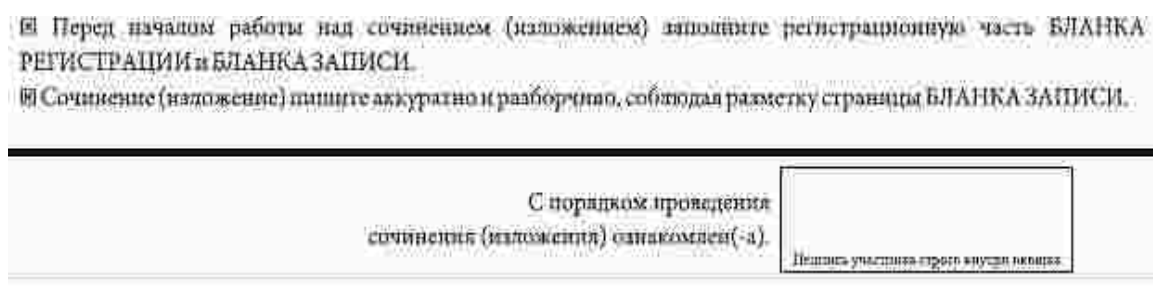 Перед началом работы над сочинением (изложением) заполните регистрационную часть БЛАНКА
РЕГИСТРАЦИИ и БЛАНКА ЗАПИСИ.
Сочинение (изложение) пишите аккуратно и разборчиво, соблюдая разметку страницы БЛАНКА ЗАПИСИ.
С порядком проведения
сочинения (изложения) ознакомлен(-а).
Подпись участника строго внутри окошка